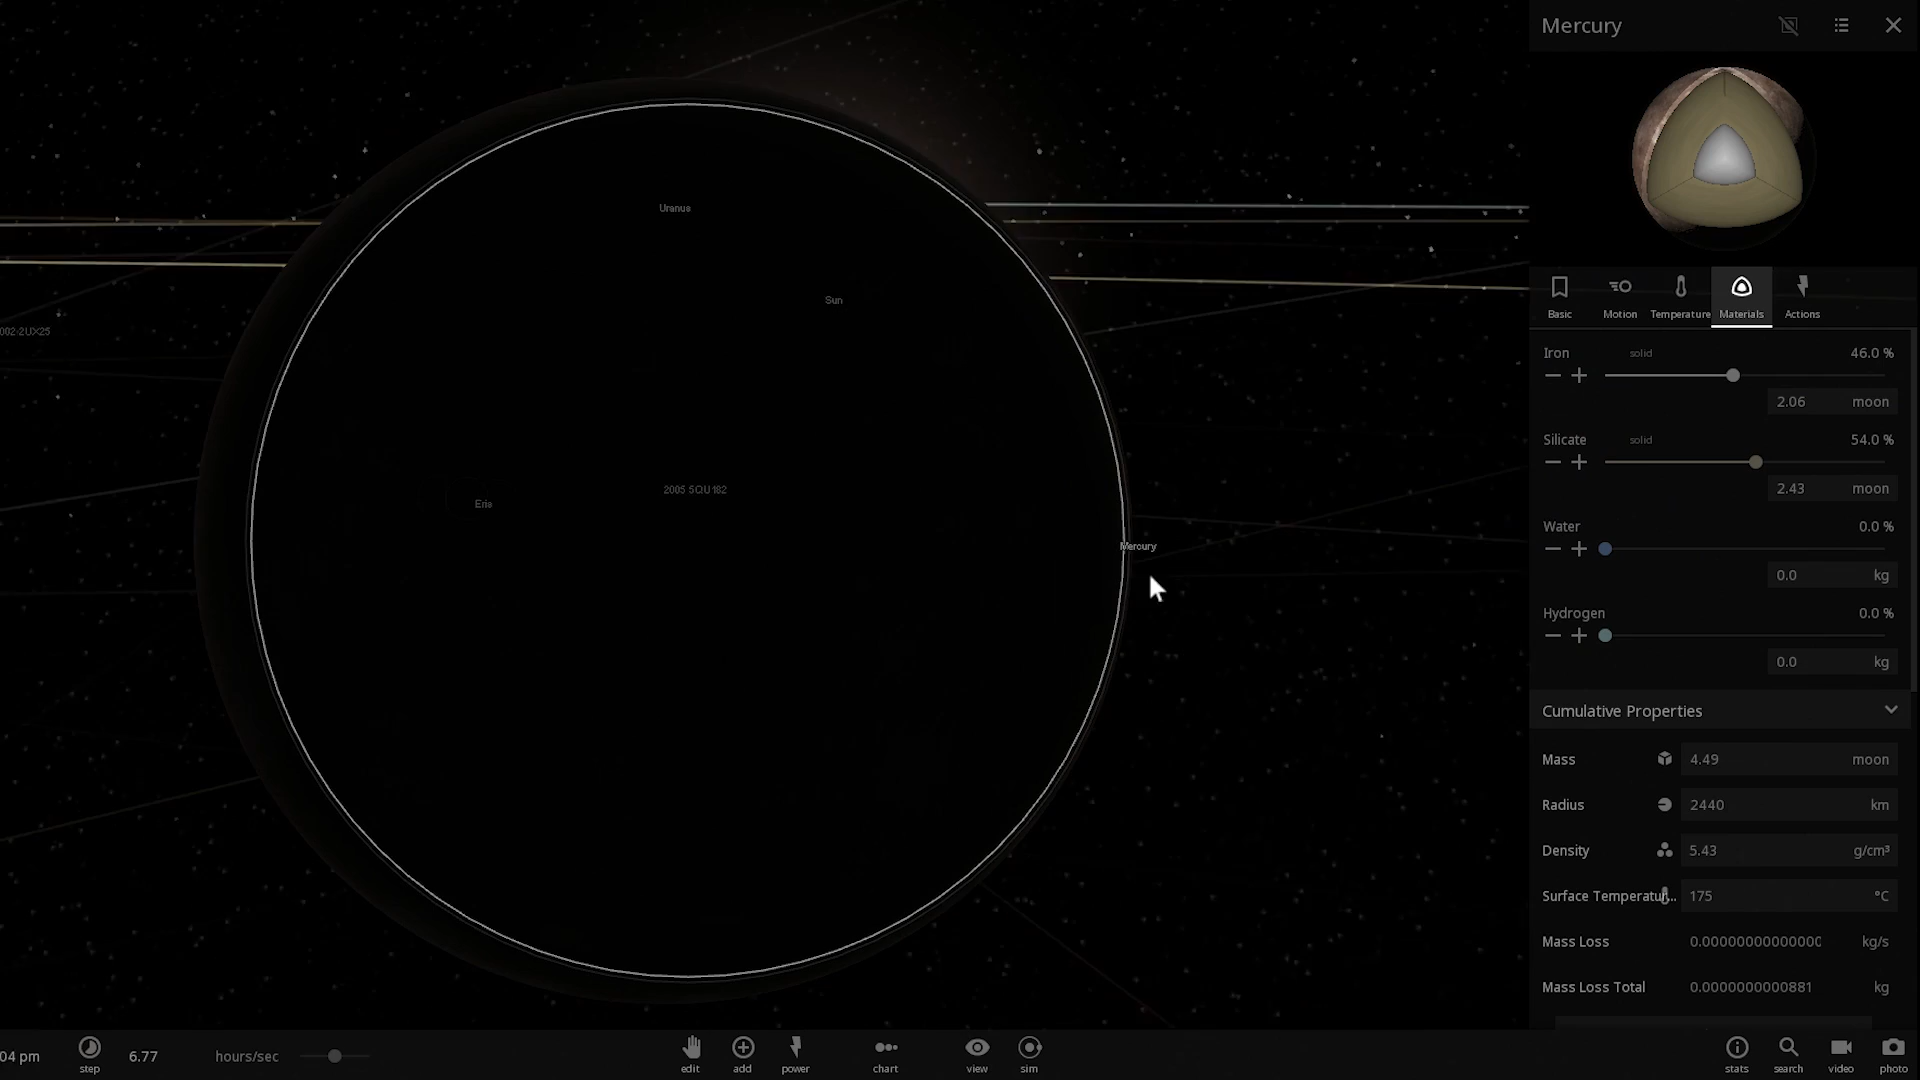 Mercury
Uranus
Sun
002-2UX25
Eris
2005 5QU182
Mercury
Basic
Motion
Temperature
Materials
Actions
Iron solid 46.0 %
2.06 moon
Silicate solid 54.0 %
2.43 moon
Water 0.0 %
0.0 kg
Hydrogen 0.0 %
0.0 kg
Cumulative Properties
Mass 4.49 moon
Radius 2440 km
Density 5.43 g/cm³
Surface Temperatur... 175 °C
Mass Loss 0.00000000000000 kg/s
Mass Loss Total 0.0000000000881 kg
04 pm
step
6.77 hours/sec
edit
add
power
chart
view
sim
stats
search
video
photo